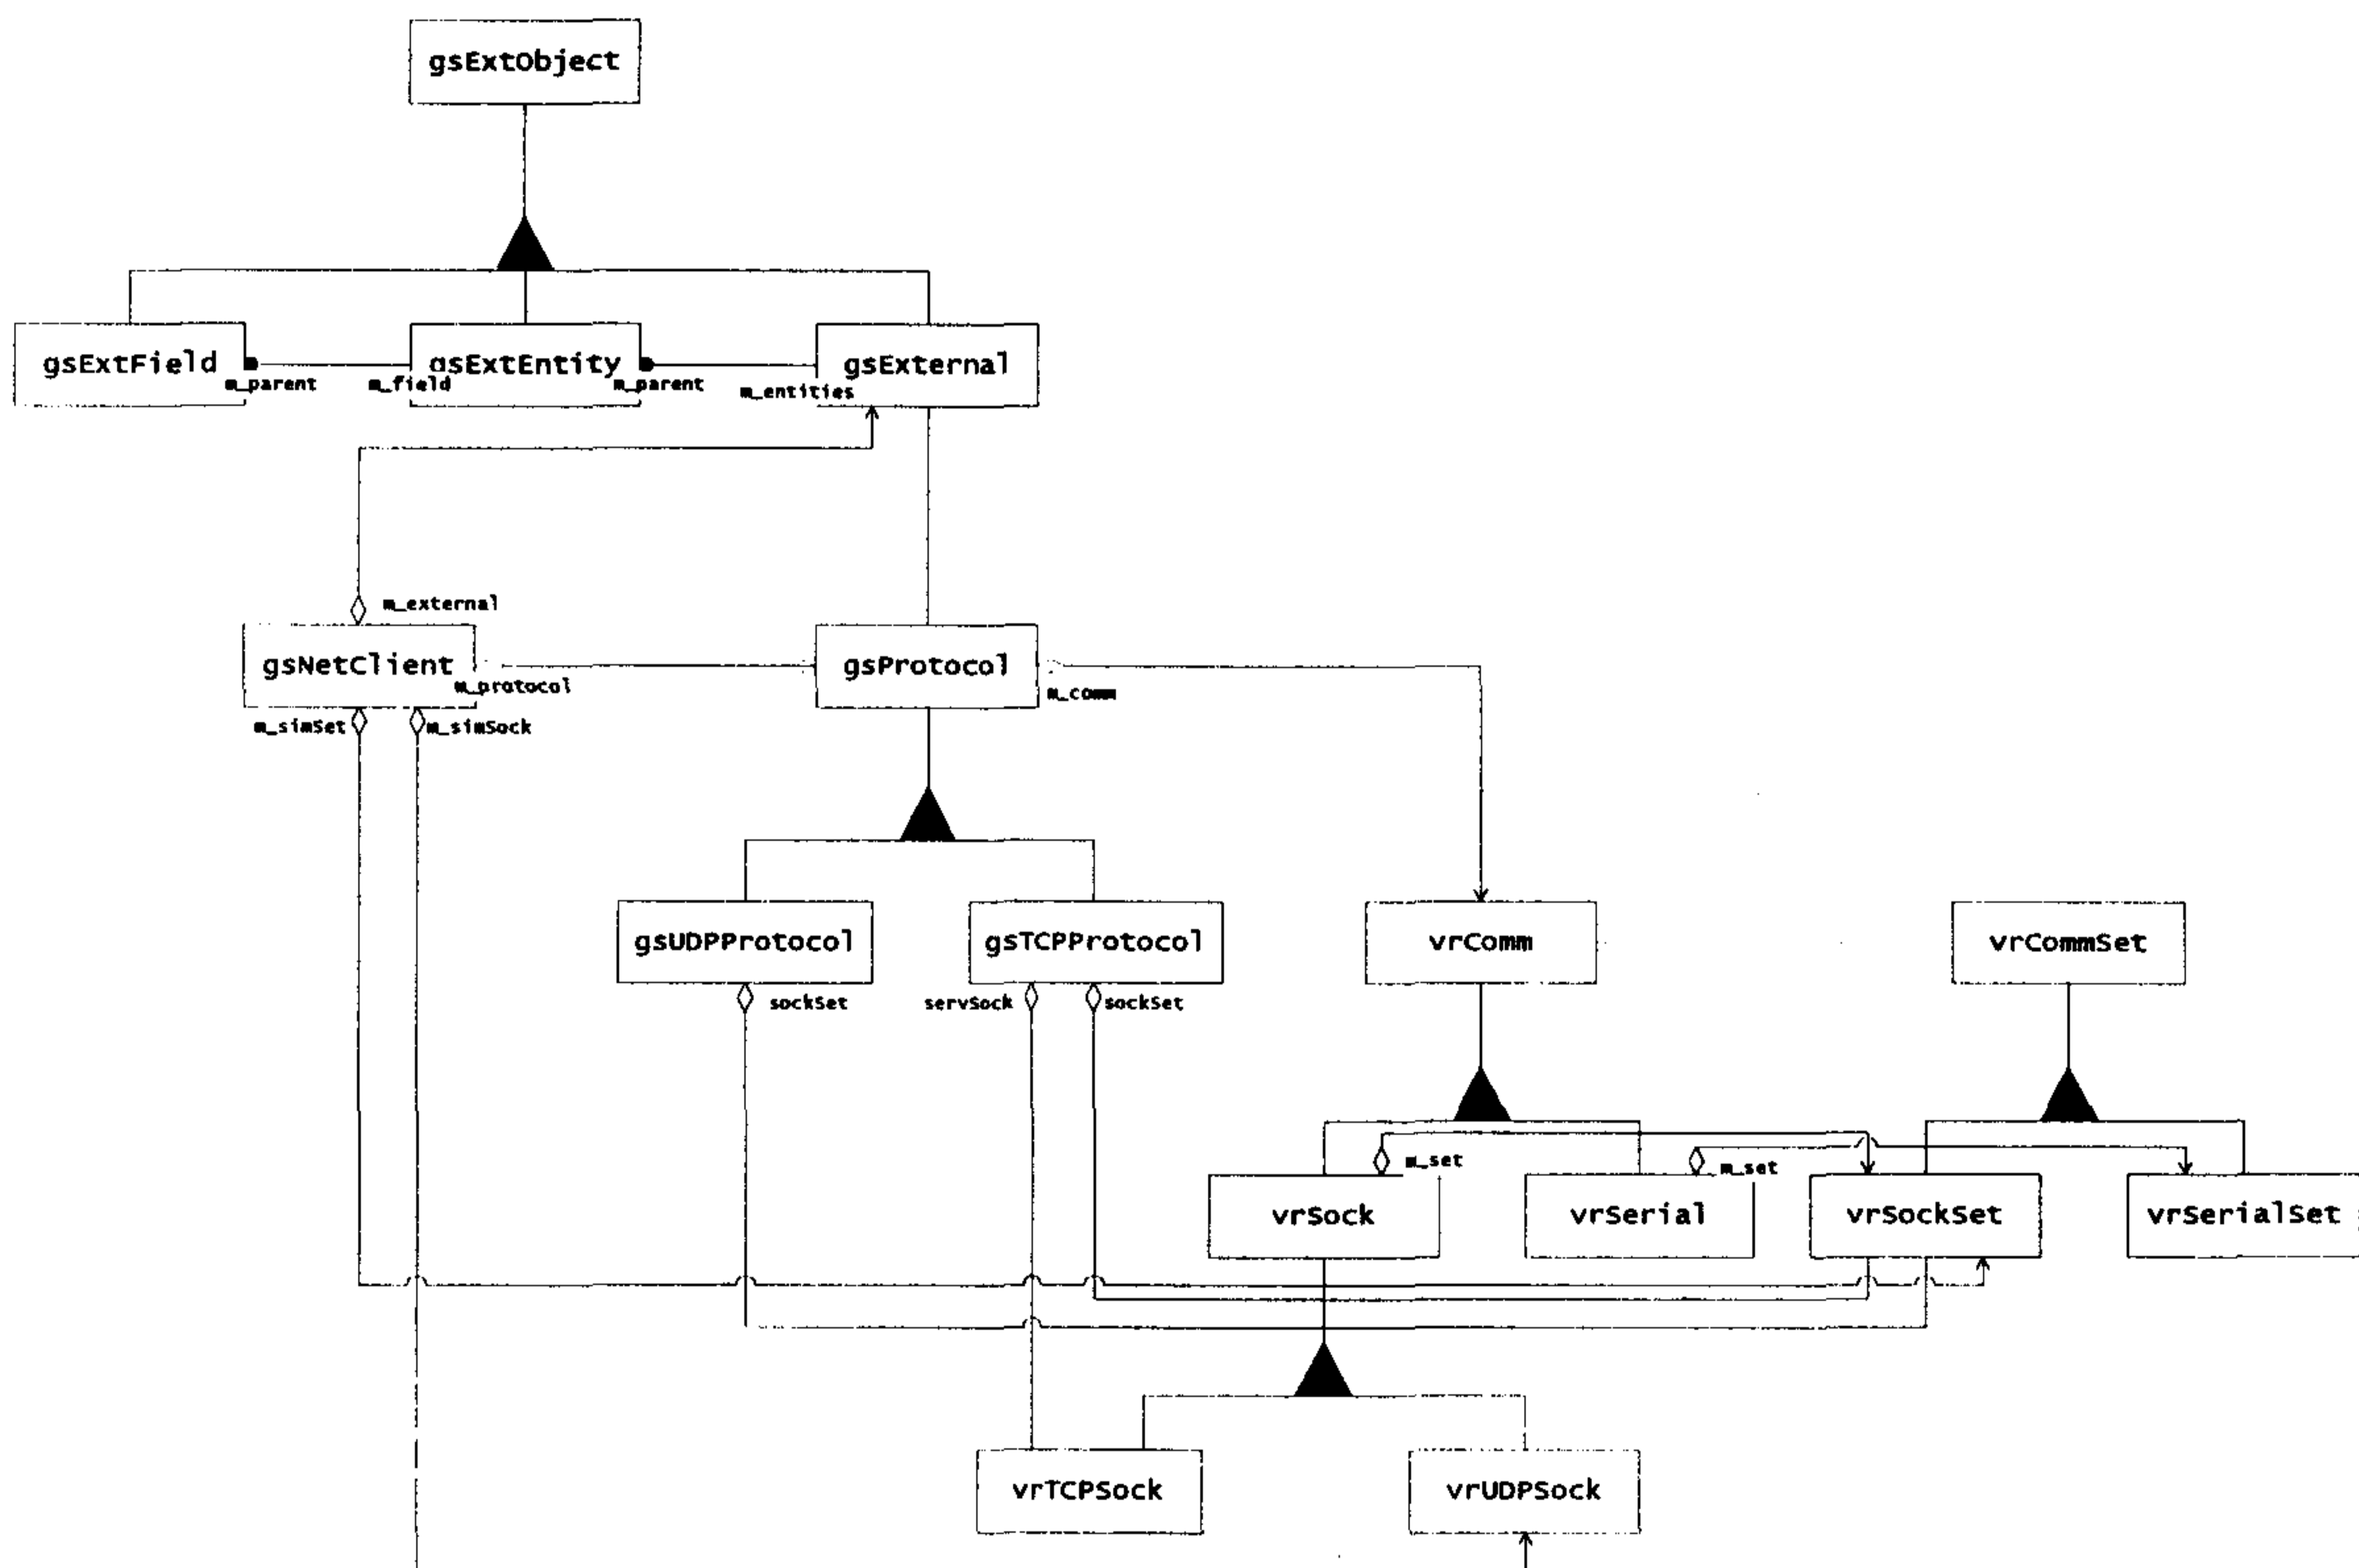 gsExtObject
gsExtField
gsExtEntity
gsExternal
m_parent
m_field
m_parent
m_entities
m_external
gsNetClient
gsProtocol
m_protocol
m_comm
m_simSet
m_simSock
gsUDPProtocol
gsTCPProtocol
vrComm
vrCommSet
sockSet
servSock
sockSet
m_set
m_set
vrSock
vrSerial
vrSockSet
vrSerialSet
vrTCPSock
vrUDPSock